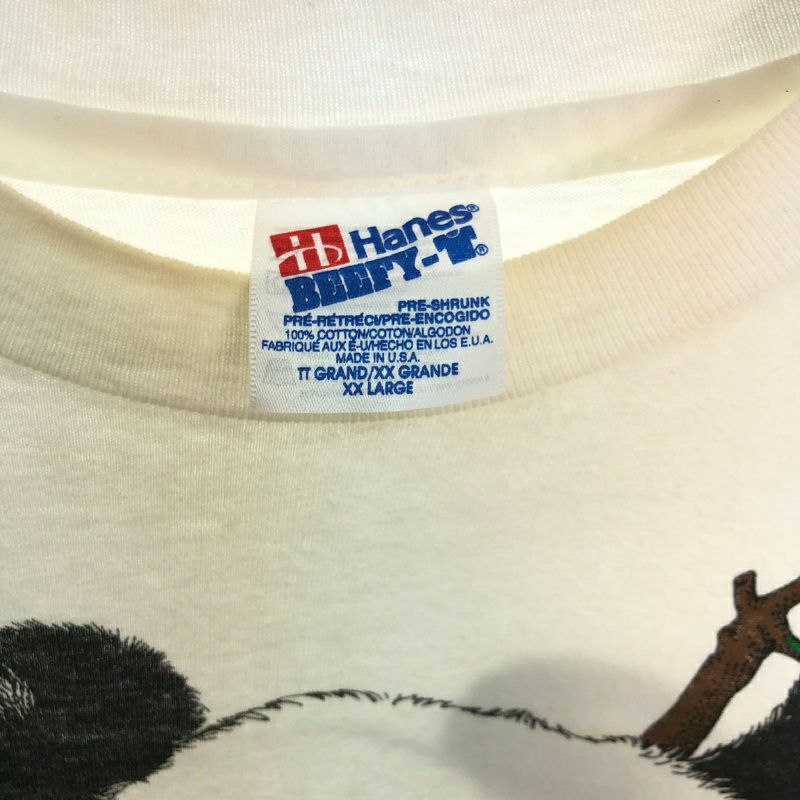 Hanes®
BEEFY-T®
PRE-SHRUNK
PRÉ-RÉTRÉCI/PRE-ENCOGIDO
100% COTTON/COTON/ALGODON
FABRIQUÉ AUX É-U/HECHO EN LOS E.U.A.
MADE IN U.S.A.
TT GRAND/XX GRANDE
XX LARGE